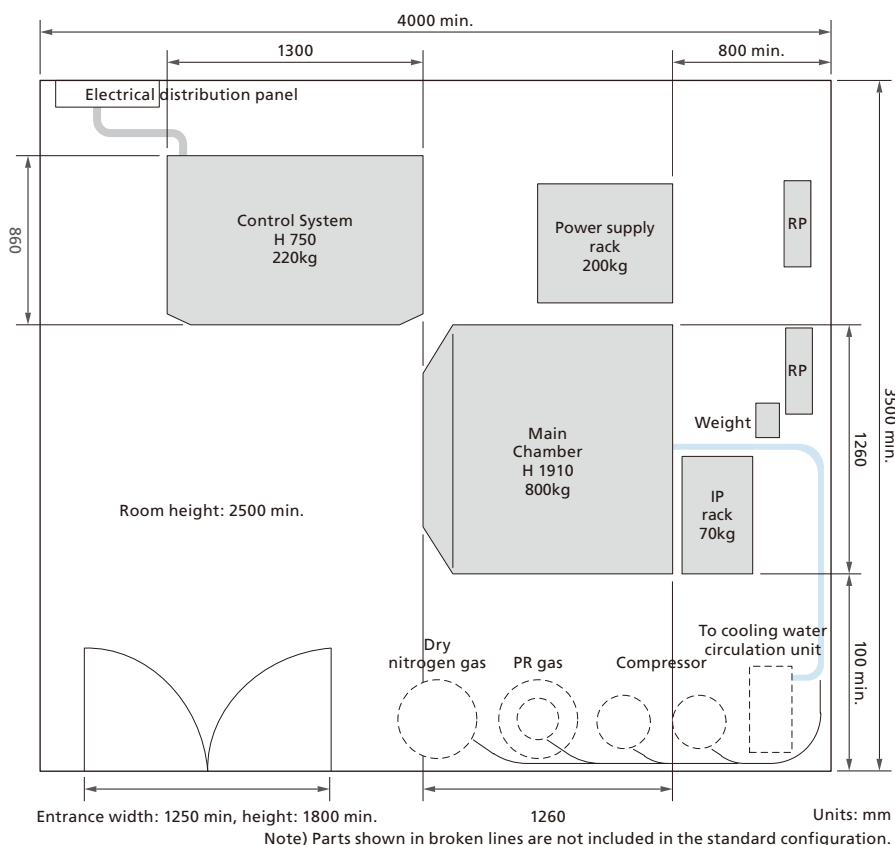 4000 min.
1300
800 min.
Electrical distribution panel
860
Control System
H 750
220kg
Power supply
rack
200kg
RP
RP
3500 min.
Weight
1260
Main
Chamber
H 1910
800kg
IP
rack
70kg
Room height: 2500 min.
100 min.
To cooling water
circulation unit
Dry
nitrogen gas
PR gas
Compressor
Entrance width: 1250 min, height: 1800 min.
1260
Units: mm
Note) Parts shown in broken lines are not included in the standard configuration.